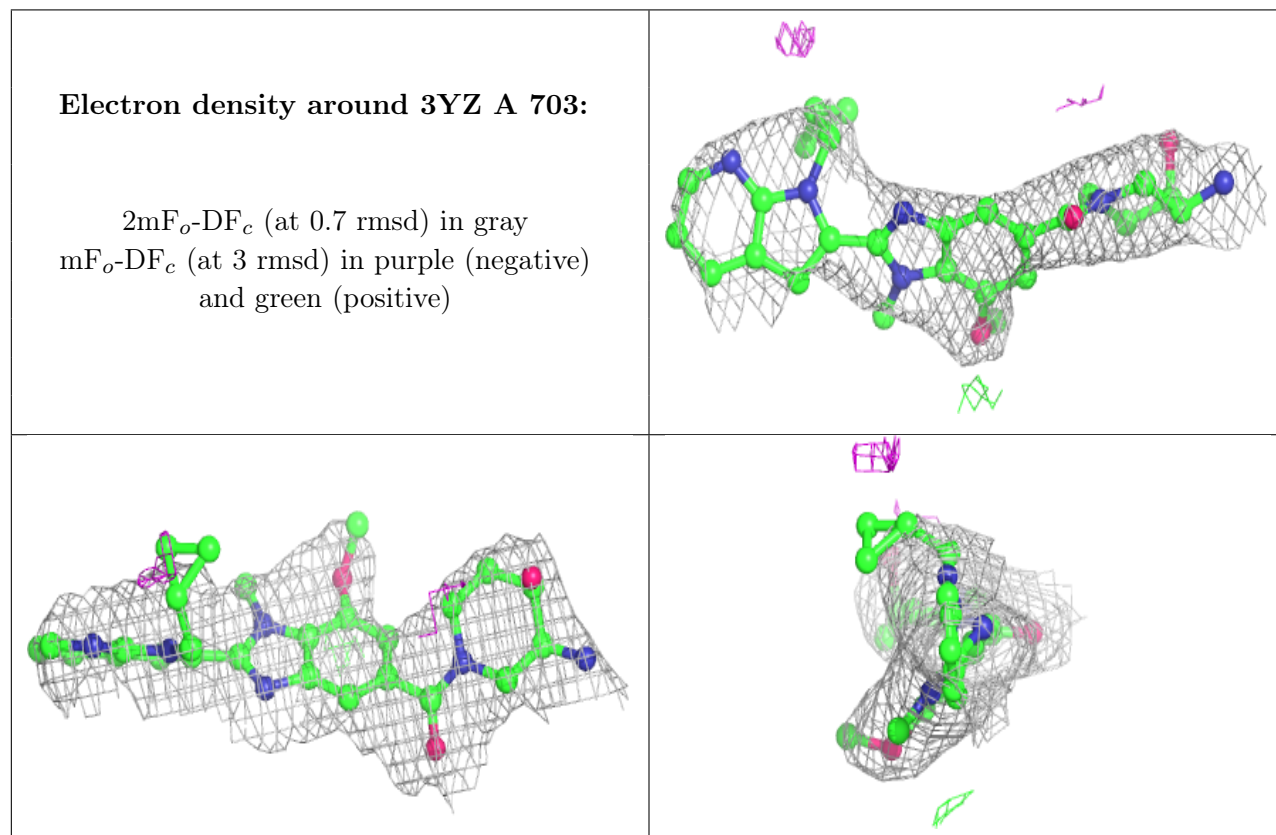 Electron density around 3YZ A 703:
2mFo-DFc (at 0.7 rmsd) in gray
mFo-DFc (at 3 rmsd) in purple (negative)
and green (positive)